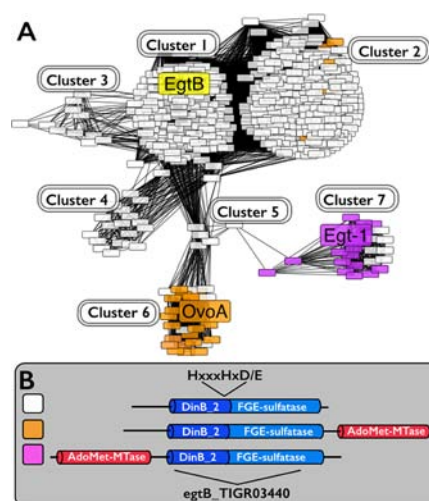 A
Cluster 1
Cluster 2
Cluster 3
EgtB
Cluster 4
Cluster 5
Cluster 7
Egt-1
Cluster 6
OvoA
B
HxxxHxD/E
DinB_2 FGE-sulfatase
DinB_2 FGE-sulfatase AdoMet-MTase
AdoMet-MTase DinB_2 FGE-sulfatase
egtB_TIGR03440